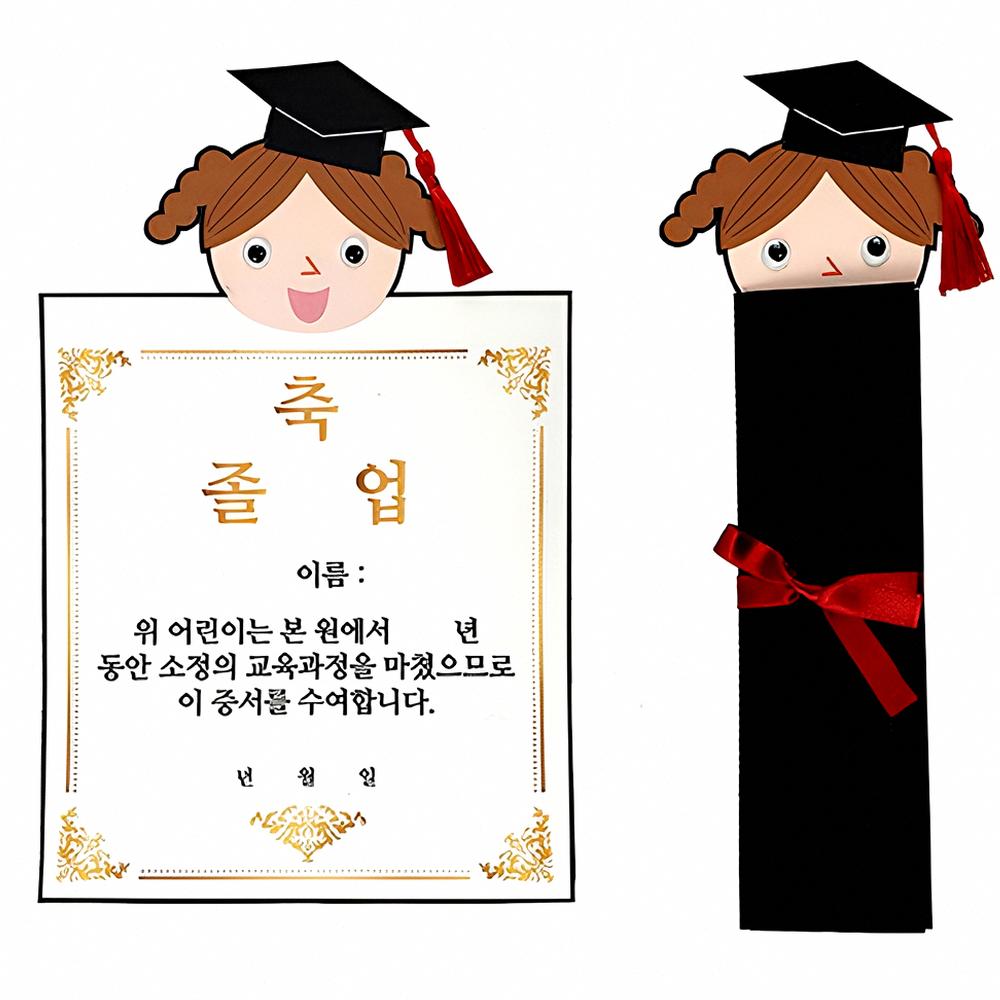 축
졸 업
이름 :
위 어린이는 본 원에서 년
동안 소정의 교육과정을 마쳤으므로
이 증서를 수여합니다.
년 월 일